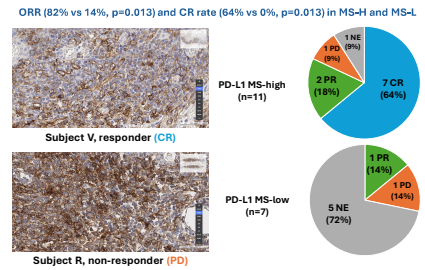 ORR (82% vs 14%, p=0.013) and CR rate (64% vs 0%, p=0.013) in MS-H and MS-L
Subject V, responder (CR)
PD-L1 MS-high
(n=11)
1 NE
(9%)
1 PD
(9%)
2 PR
(18%)
7 CR
(64%)
Subject R, non-responder (PD)
PD-L1 MS-low
(n=7)
1 PR
(14%)
1 PD
(14%)
5 NE
(72%)